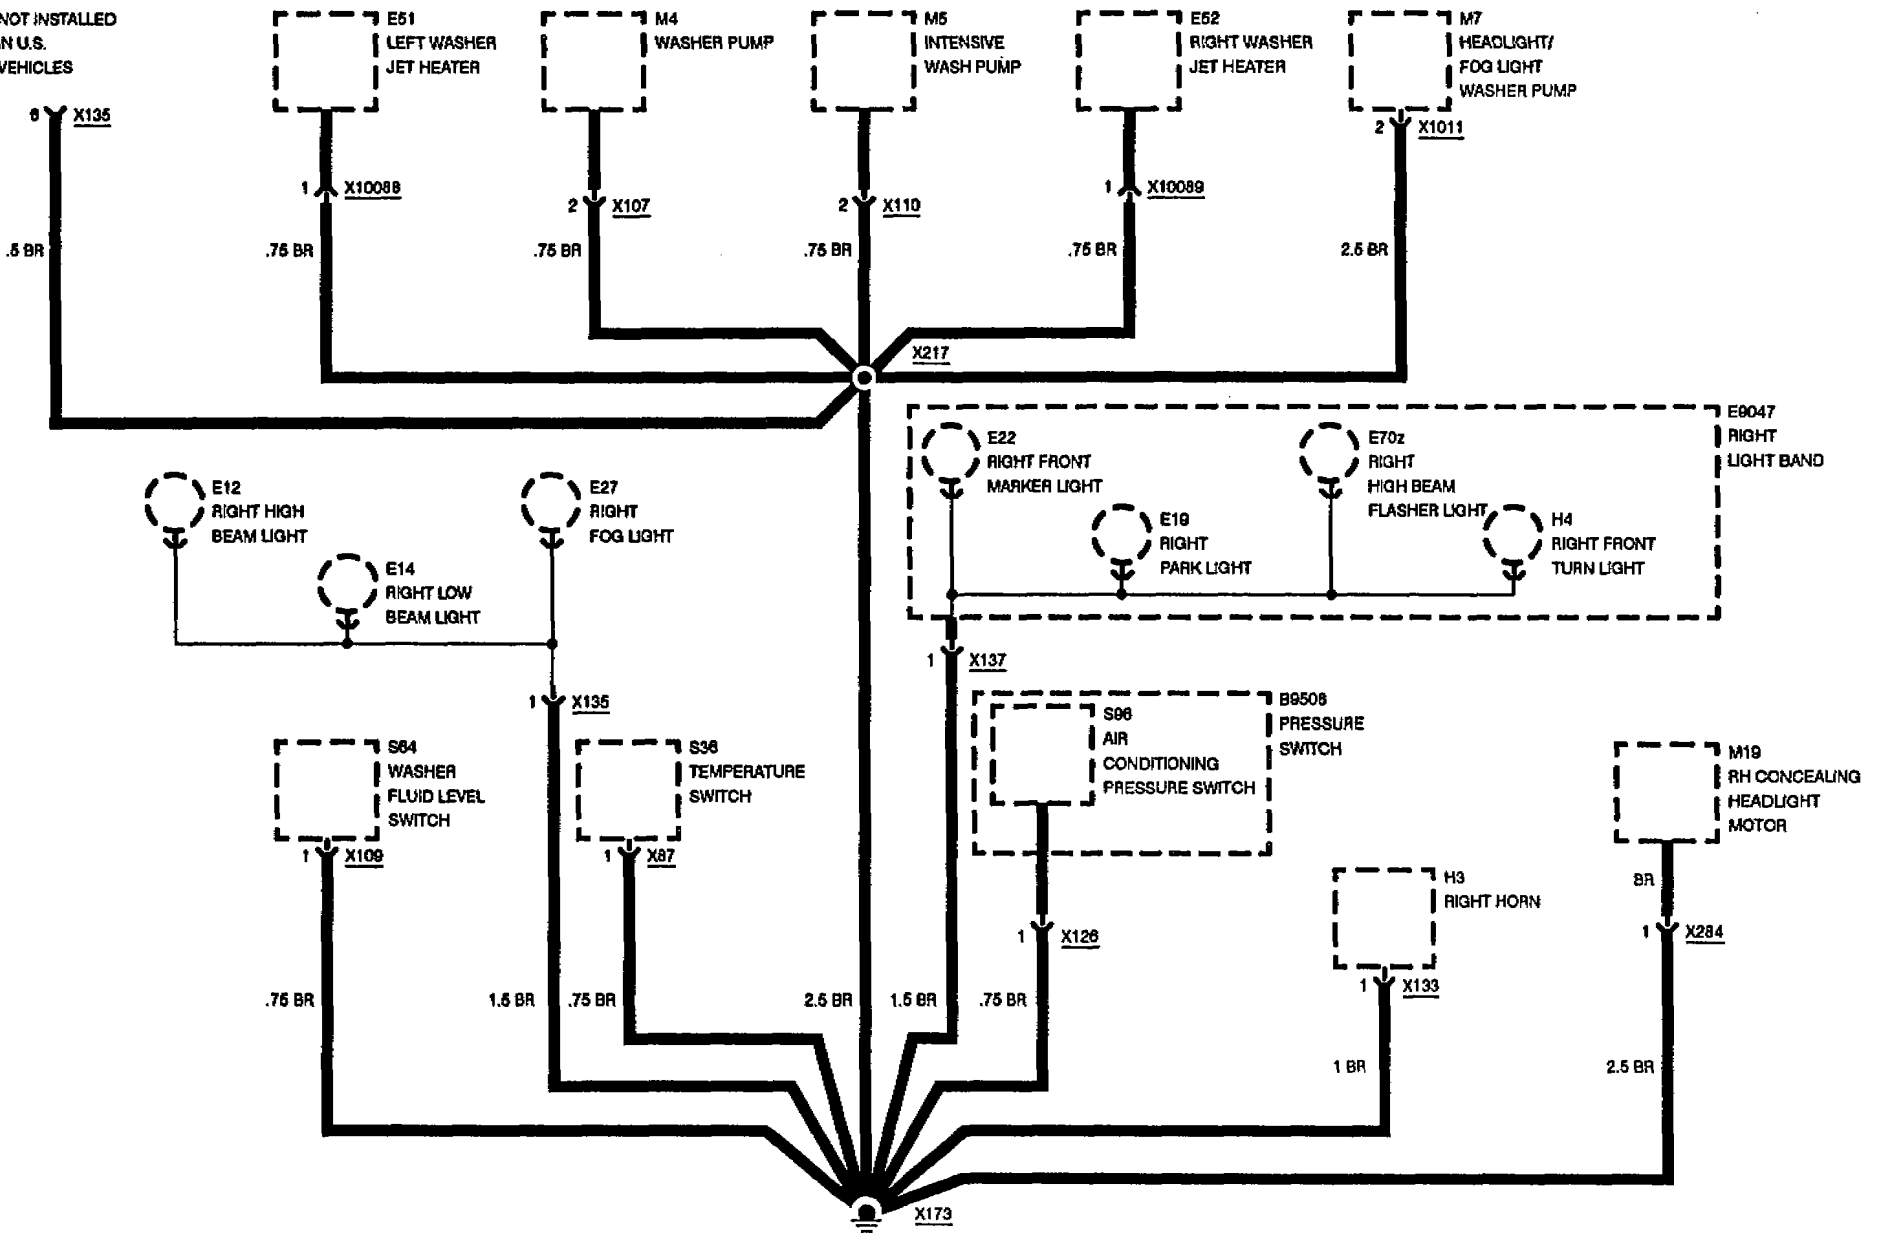 NOT INSTALLED
N U.S.
VEHICLES
6 X135
.5 BR
E51
LEFT WASHER
JET HEATER
1 X10088
.75 BR
M4
WASHER PUMP
2 X107
.75 BR
M5
INTENSIVE
WASH PUMP
2 X110
.75 BR
E52
RIGHT WASHER
JET HEATER
1 X10089
.75 BR
M7
HEADLIGHT/
FOG LIGHT
WASHER PUMP
2 X1011
2.5 BR
X217
E9047
RIGHT
LIGHT BAND
E22
RIGHT FRONT
MARKER LIGHT
E19
RIGHT
PARK LIGHT
E70z
RIGHT
HIGH BEAM
FLASHER LIGHT
H4
RIGHT FRONT
TURN LIGHT
1 X137
E12
RIGHT HIGH
BEAM LIGHT
E14
RIGHT LOW
BEAM LIGHT
E27
RIGHT
FOG LIGHT
1 X135
S64
WASHER
FLUID LEVEL
SWITCH
1 X109
.75 BR
1.5 BR
S36
TEMPERATURE
SWITCH
1 X87
.75 BR
2.5 BR
1.5 BR
B9508
PRESSURE
SWITCH
S96
AIR
CONDITIONING
PRESSURE SWITCH
1 X126
.75 BR
H3
RIGHT HORN
1 X133
1 BR
M19
RH CONCEALING
HEADLIGHT
MOTOR
BR
1 X284
2.5 BR
X173